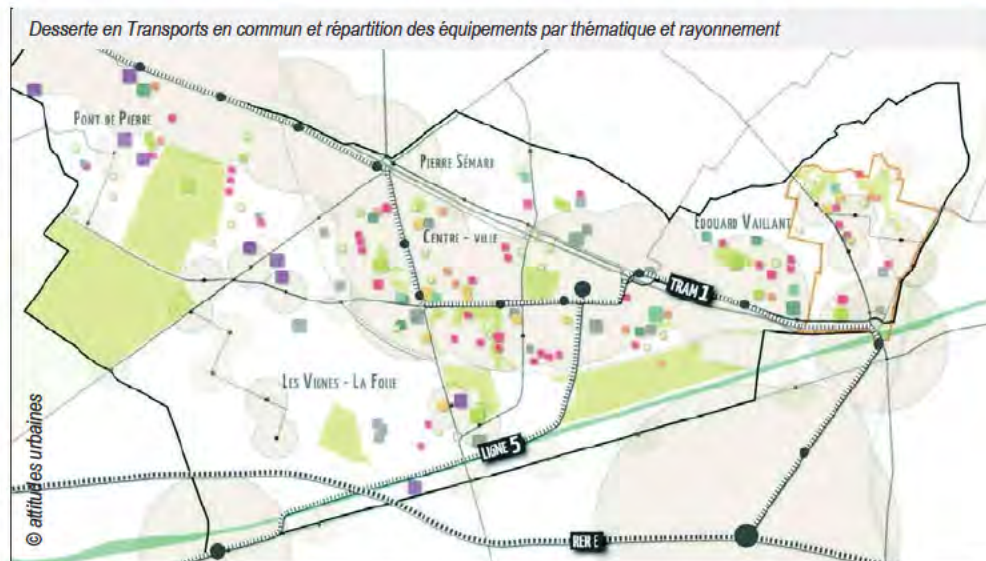 Desserte en Transports en commun et répartition des équipements par thématique et rayonnement
PONT DE PIERRE
PIERRE SÉMARD
CENTRE - VILLE
EDOUARD VAILLANT
TRAM 1
LES VIGNES - LA FOLIE
LIGNE 5
RER E
© attitudes urbaines